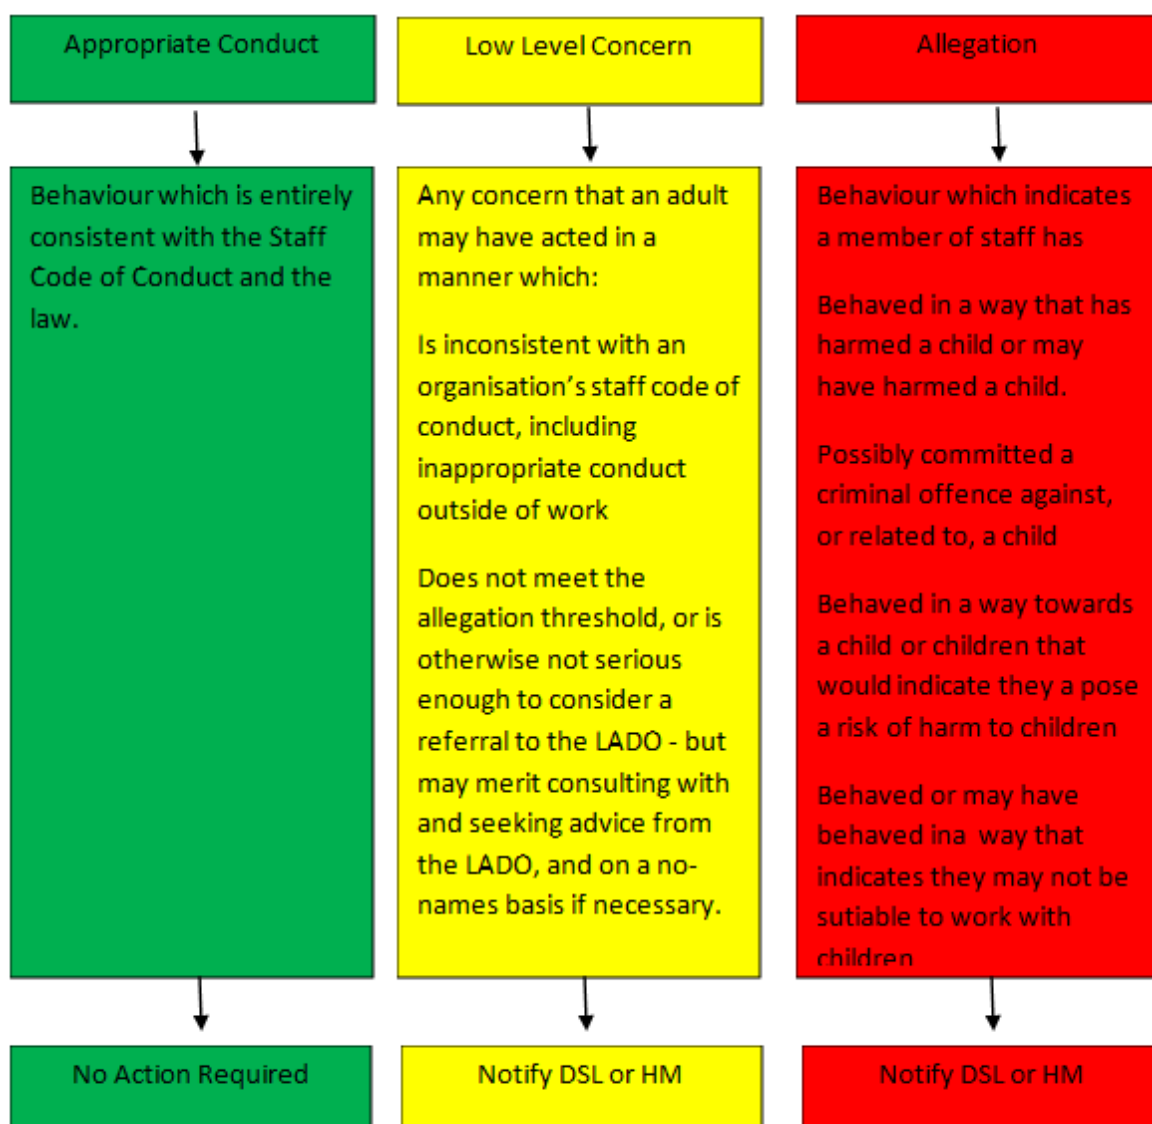 Appropriate Conduct
Low Level Concern
Allegation
Behaviour which is entirely
consistent with the Staff
Code of Conduct and the
law.
Any concern that an adult
may have acted in a
manner which:
Is inconsistent with an
organisation’s staff code of
conduct, including
inappropriate conduct
outside of work
Does not meet the
allegation threshold, or is
otherwise not serious
enough to consider a
referral to the LADO - but
may merit consulting with
and seeking advice from
the LADO, and on a no-
names basis if necessary.
Behaviour which indicates
a member of staff has
Behaved in a way that has
harmed a child or may
have harmed a child.
Possibly committed a
criminal offence against,
or related to, a child
Behaved in a way towards
a child or children that
would indicate they a pose
a risk of harm to children
Behaved or may have
behaved ina  way that
indicates they may not be
sutiable to work with
children
No Action Required
Notify DSL or HM
Notify DSL or HM